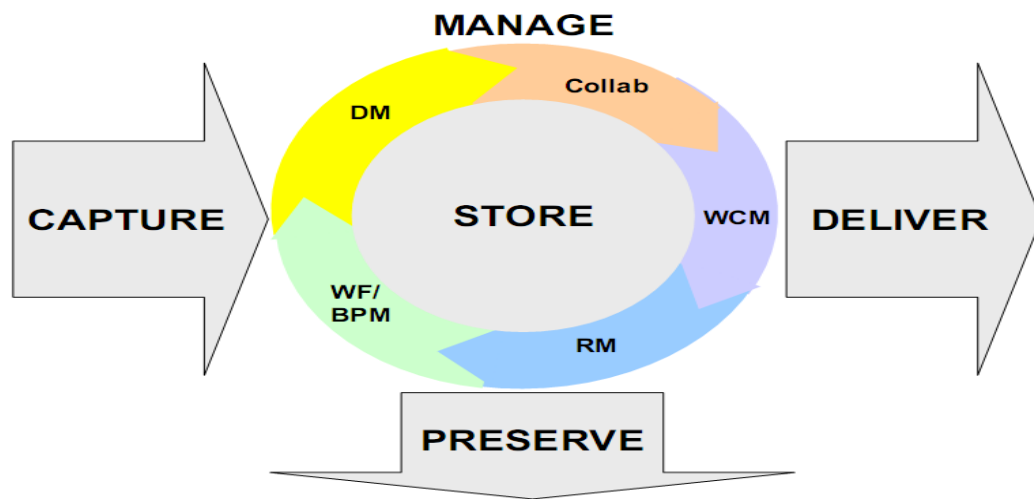 MANAGE
Collab
DM
CAPTURE
STORE
WCM
DELIVER
WF/
BPM
RM
PRESERVE